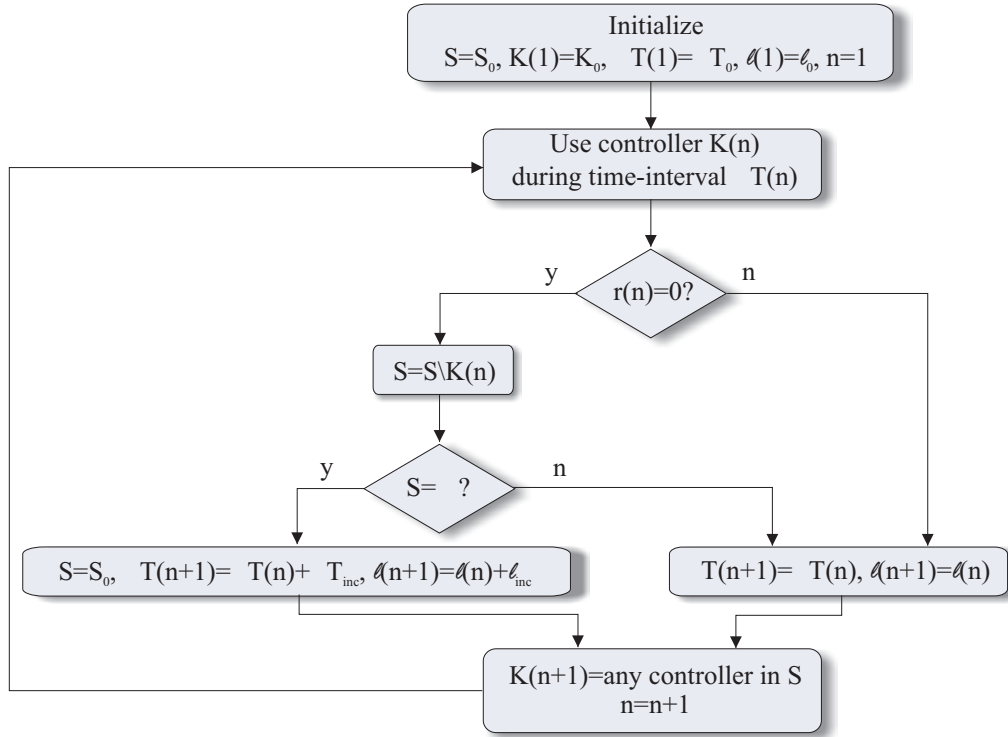 Initialize
S=S₀, K(1)=K₀, T(1)= T₀, ℓ(1)=ℓ₀, n=1
Use controller K(n)
during time-interval T(n)
y
n
r(n)=0?
S=S\K(n)
y
n
S= ?
S=S₀, T(n+1)= T(n)+ T_inc, ℓ(n+1)=ℓ(n)+ℓ_inc
T(n+1)= T(n), ℓ(n+1)=ℓ(n)
K(n+1)=any controller in S
n=n+1